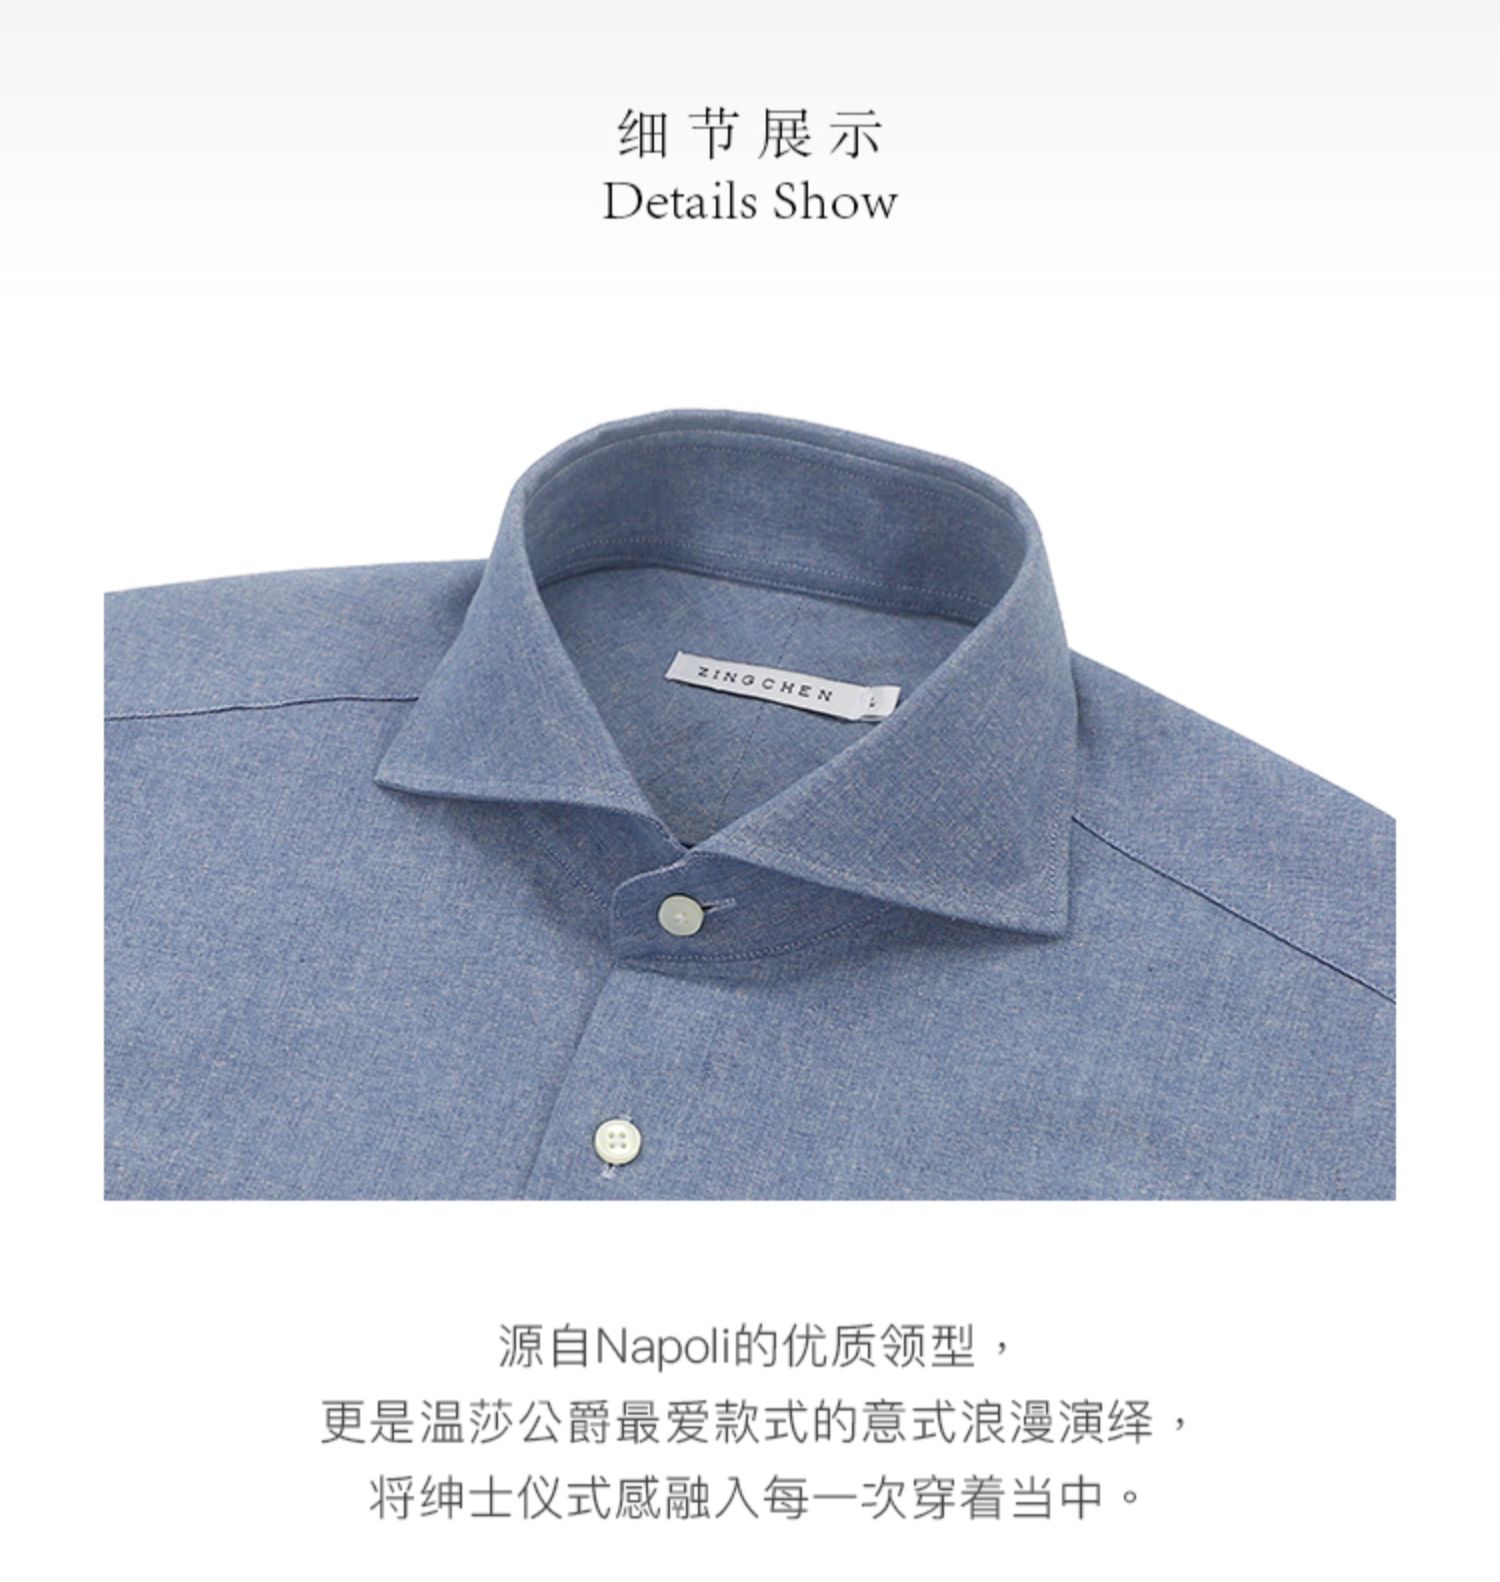 细节展示
Details Show
ZINGCHEN
源自Napoli的优质领型，
更是温莎公爵最爱款式的意式浪漫演绎，
将绅士仪式感融入每一次穿着当中。